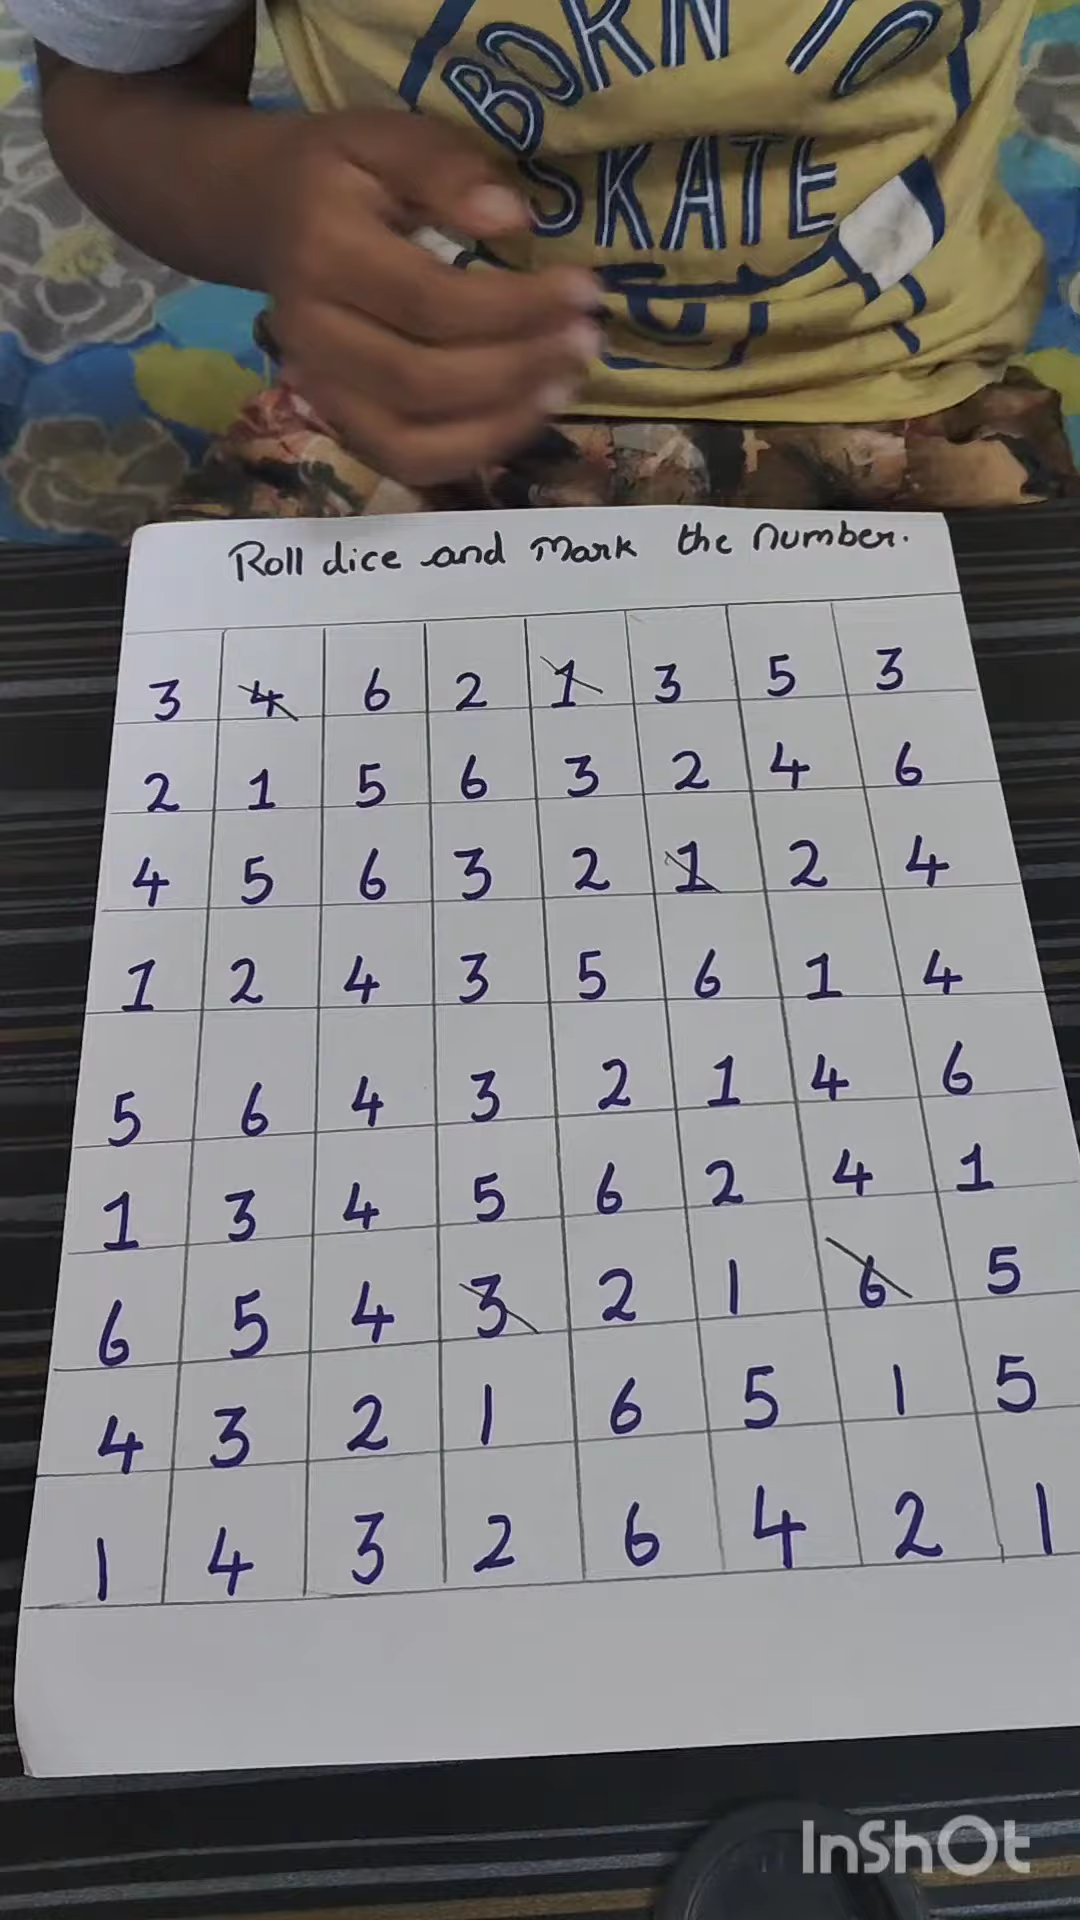 BORN TO
SKATE
Roll dice and Mark the number.
3 4 6 2 1 3 5 3
2 1 5 6 3 2 4 6
4 5 6 3 2 1 2 4
1 2 4 3 5 6 1 4
5 6 4 3 2 1 4 6
1 3 4 5 6 2 4 1
6 5 4 3 2 1 6 5
4 3 2 1 6 5 1 5
1 4 3 2 6 4 2 1
InShOt